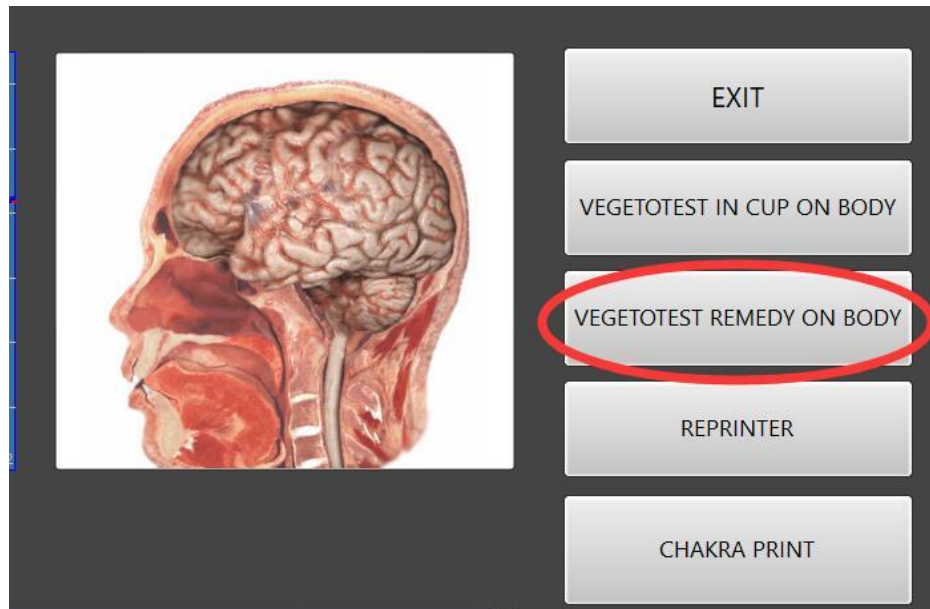 EXIT
VEGETOTEST IN CUP ON BODY
VEGETOTEST REMEDY ON BODY
REPRINTER
CHAKRA PRINT